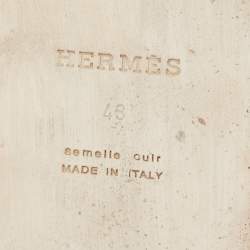 HERMÈS
43
semelle cuir
MADE IN ITALY